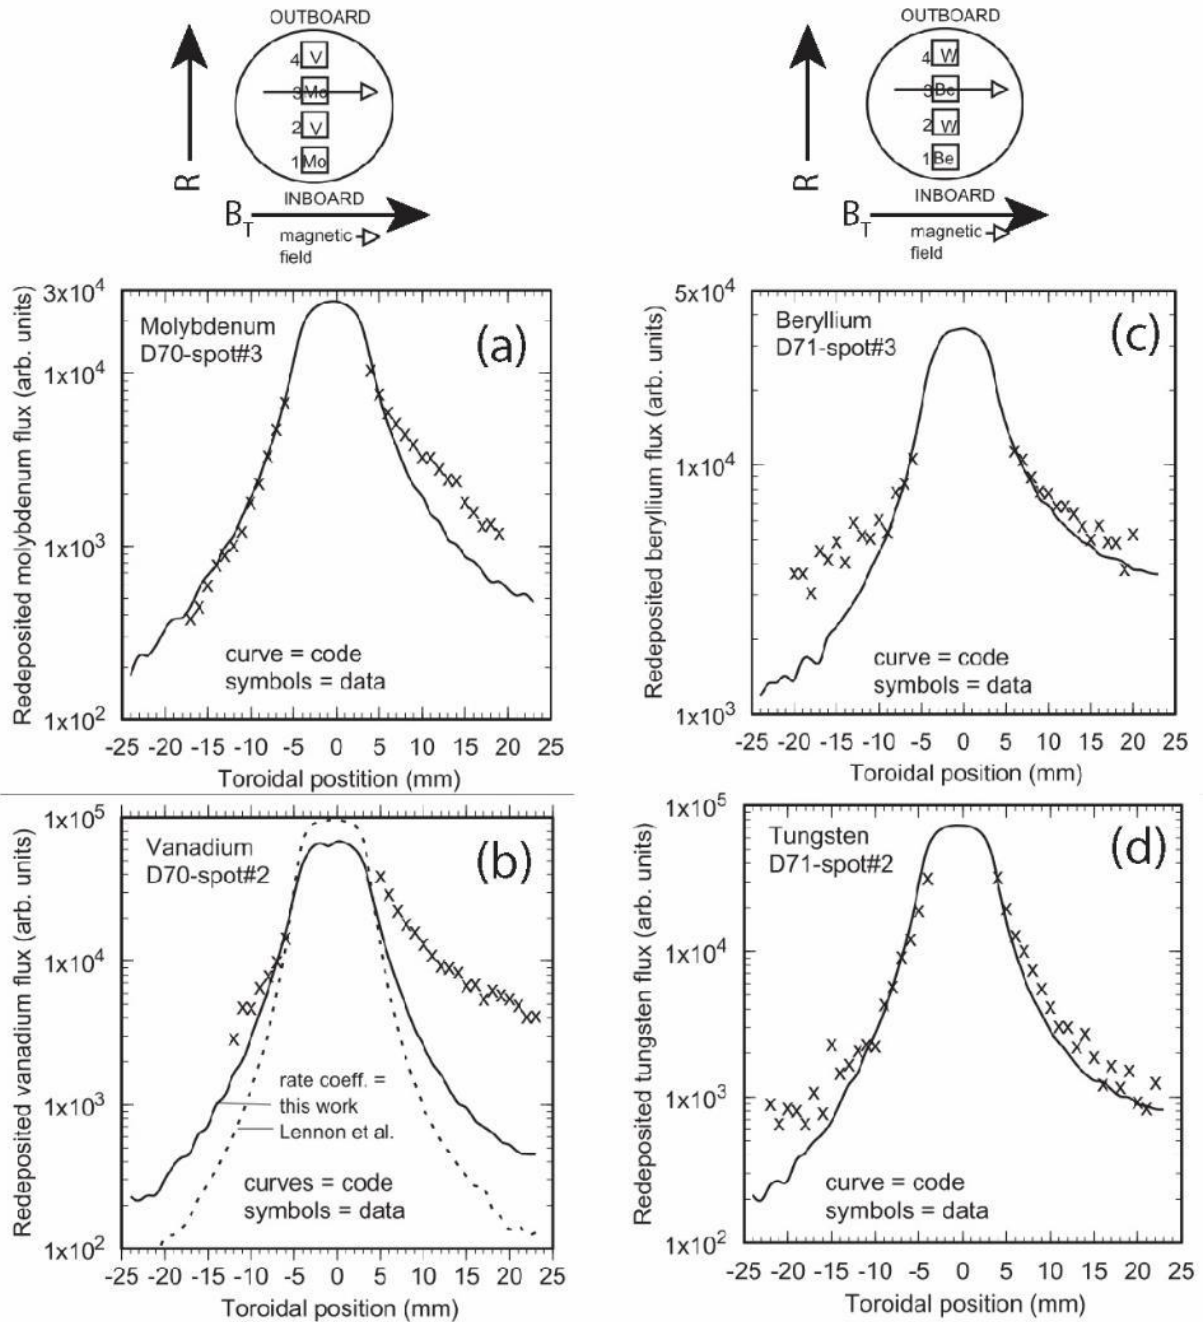 OUTBOARD
4 V
3 Mo
2 V
1 Mo
INBOARD
R
B_T
magnetic
field
OUTBOARD
4 W
3 Be
2 W
1 Be
INBOARD
R
B_T
magnetic
field
Redeposited molybdenum flux (arb. units)
3x10^4
1x10^4
1x10^3
1x10^2
Molybdenum
D70-spot#3
(a)
curve = code
symbols = data
-25 -20 -15 -10 -5 0 5 10 15 20 25
Toroidal postition (mm)
Redeposited beryllium flux (arb. units)
5x10^4
1x10^4
1x10^3
Beryllium
D71-spot#3
(c)
curve = code
symbols = data
-25 -20 -15 -10 -5 0 5 10 15 20 25
Toroidal position (mm)
Redeposited vanadium flux (arb. units)
1x10^5
1x10^4
1x10^3
1x10^2
Vanadium
D70-spot#2
(b)
rate coeff. =
this work
Lennon et al.
curves = code
symbols = data
-25 -20 -15 -10 -5 0 5 10 15 20 25
Toroidal position (mm)
Redeposited tungsten flux (arb. units)
1x10^5
1x10^4
1x10^3
1x10^2
Tungsten
D71-spot#2
(d)
curve = code
symbols = data
-25 -20 -15 -10 -5 0 5 10 15 20 25
Toroidal position (mm)